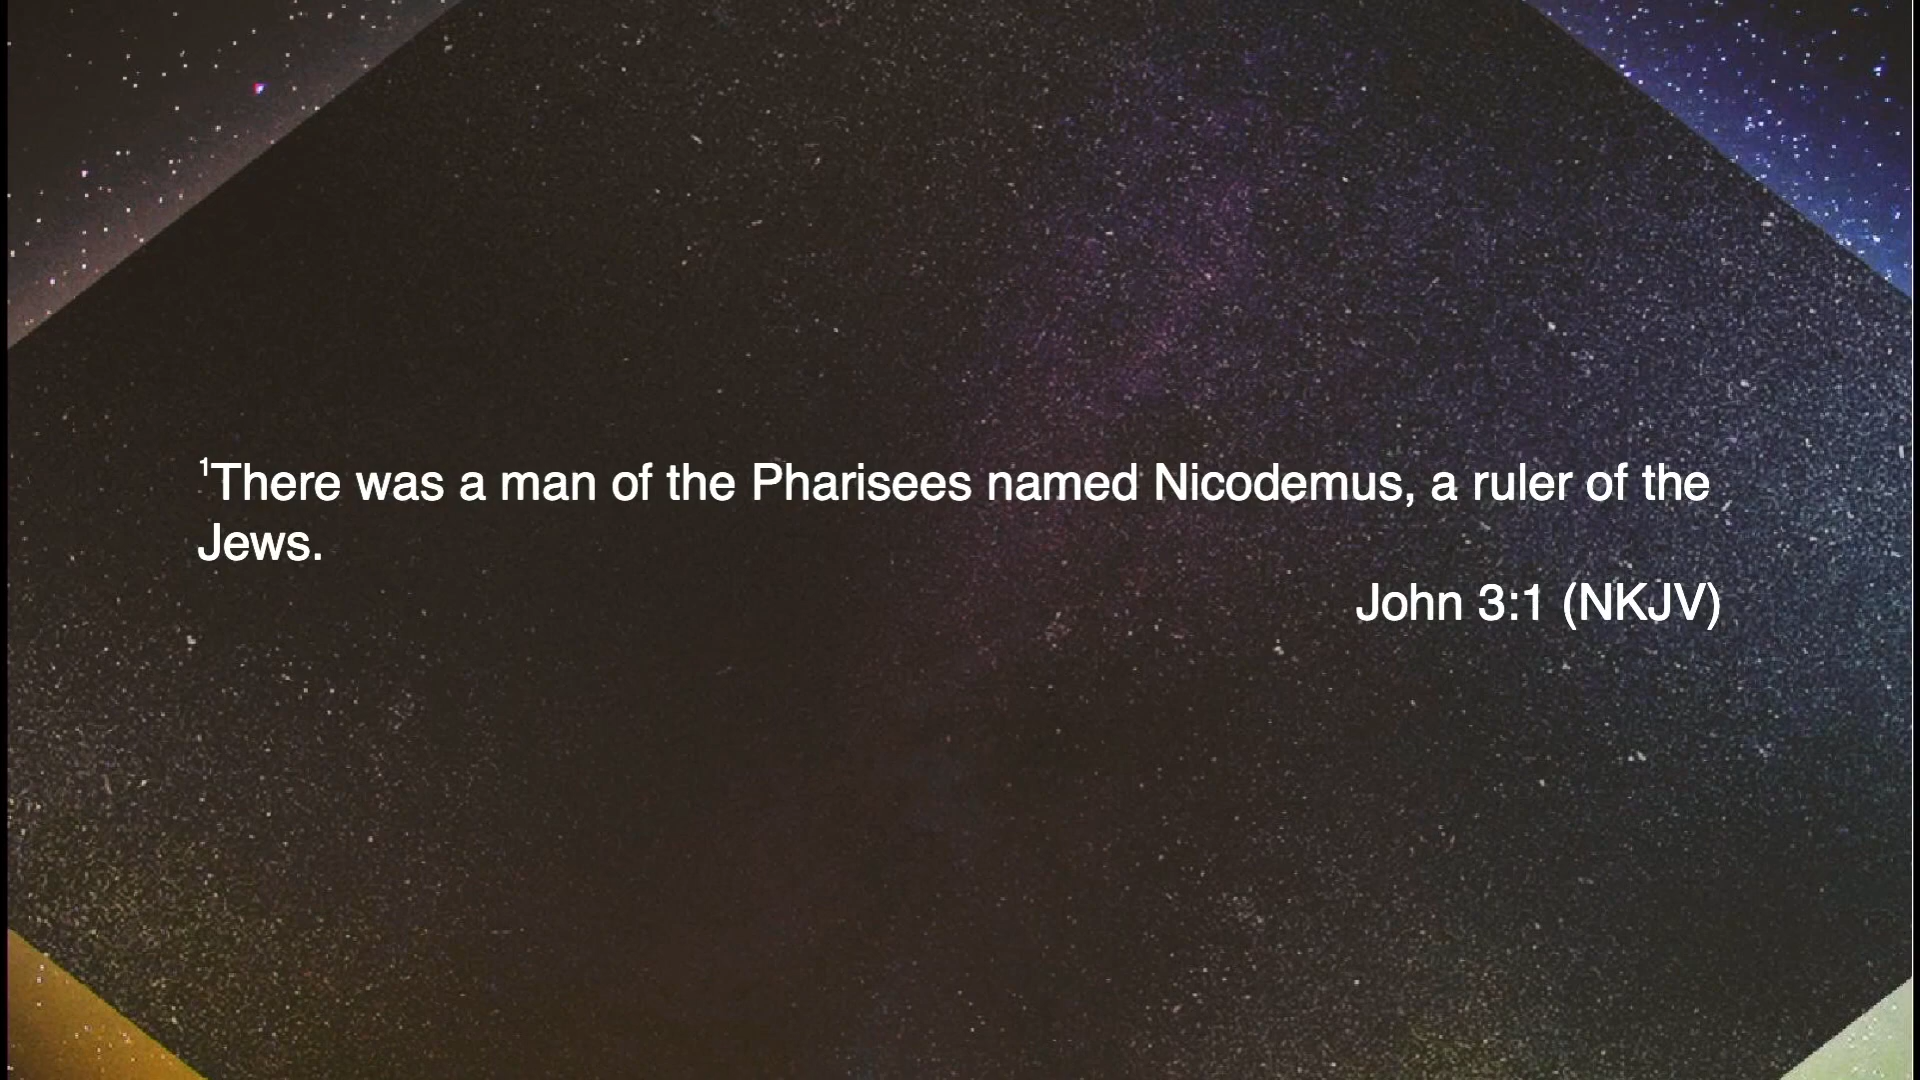 ¹There was a man of the Pharisees named Nicodemus, a ruler of the
Jews.
John 3:1 (NKJV)